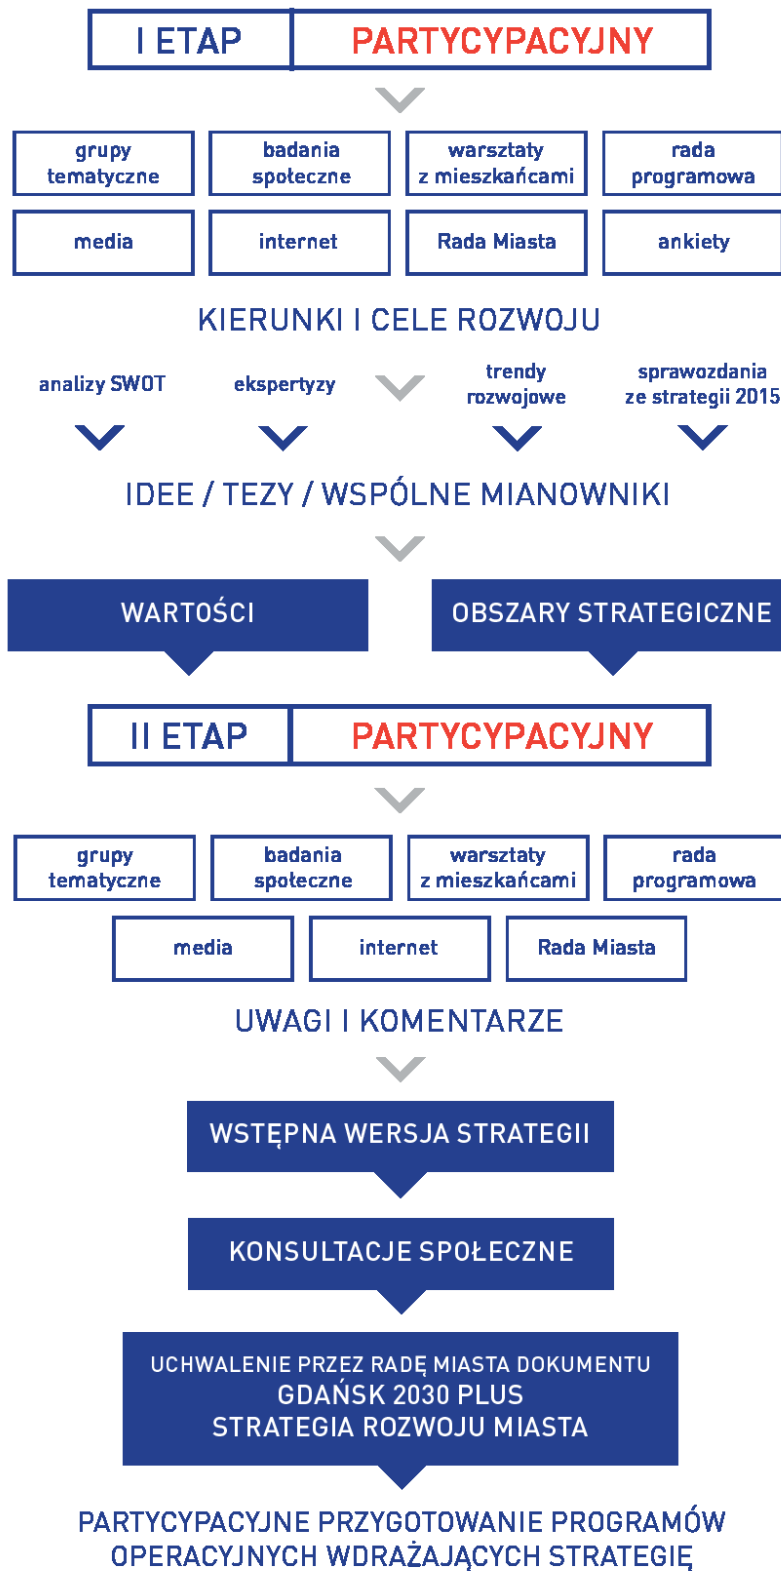 I ETAP PARTYCYPACYJNY
grupy
tematyczne
badania
społeczne
warsztaty
z mieszkańcami
rada
programowa
media
internet
Rada Miasta
ankiety
KIERUNKI I CELE ROZWOJU
analizy SWOT
ekspertyzy
trendy
rozwojowe
sprawozdania
ze strategii 2015
IDEE / TEZY / WSPÓLNE MIANOWNIKI
WARTOŚCI
OBSZARY STRATEGICZNE
II ETAP PARTYCYPACYJNY
grupy
tematyczne
badania
społeczne
warsztaty
z mieszkańcami
rada
programowa
media
internet
Rada Miasta
UWAGI I KOMENTARZE
WSTĘPNA WERSJA STRATEGII
KONSULTACJE SPOŁECZNE
UCHWALENIE PRZEZ RADĘ MIASTA DOKUMENTU
GDAŃSK 2030 PLUS
STRATEGIA ROZWOJU MIASTA
PARTYCYPACYJNE PRZYGOTOWANIE PROGRAMÓW
OPERACYJNYCH WDRAŻAJĄCYCH STRATEGIĘ